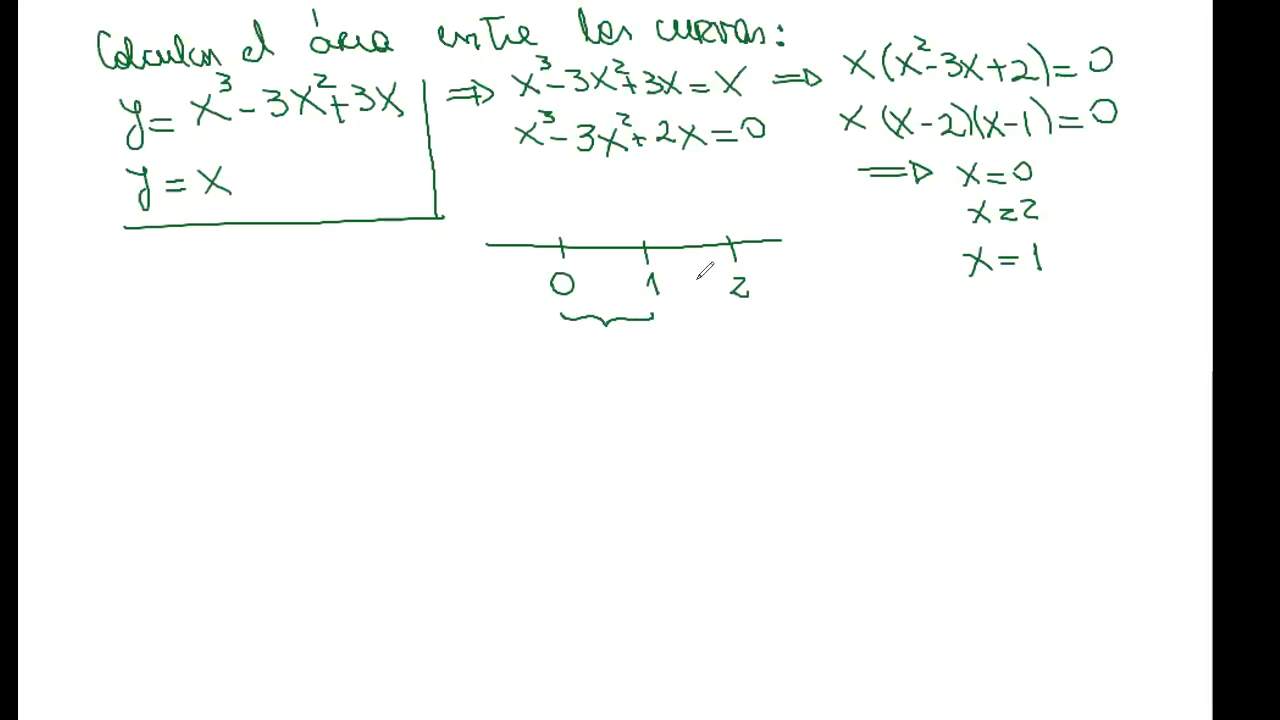 Calcular el área entre las curvas:
y = x³ - 3x² + 3x
y = x
⇒ x³ - 3x² + 3x = x
x³ - 3x² + 2x = 0
⇒ x(x² - 3x + 2) = 0
x(x-2)(x-1) = 0
⇒ x = 0
x = 2
x = 1
0 1 2